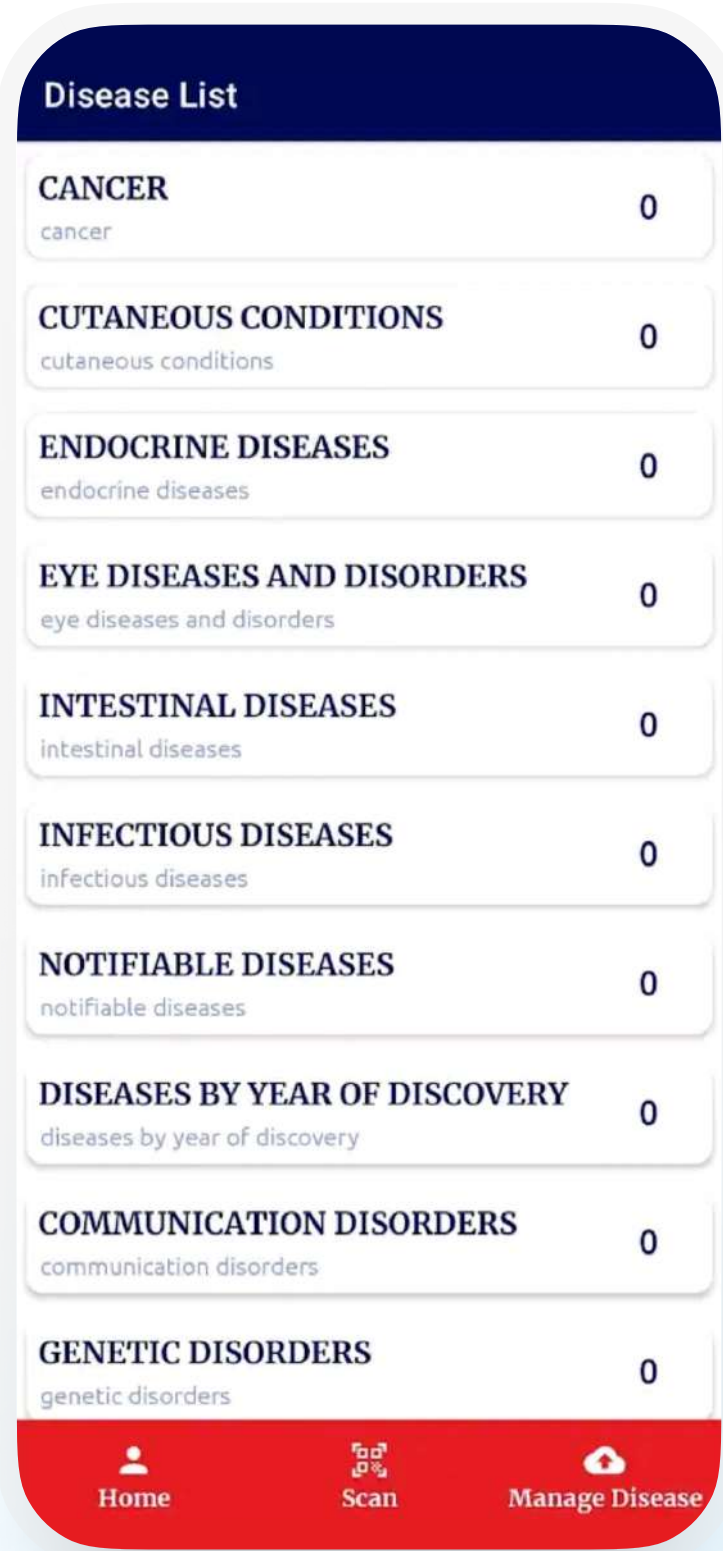 Disease List
CANCER
cancer
0
CUTANEOUS CONDITIONS
cutaneous conditions
0
ENDOCRINE DISEASES
endocrine diseases
0
EYE DISEASES AND DISORDERS
eye diseases and disorders
0
INTESTINAL DISEASES
intestinal diseases
0
INFECTIOUS DISEASES
infectious diseases
0
NOTIFIABLE DISEASES
notifiable diseases
0
DISEASES BY YEAR OF DISCOVERY
diseases by year of discovery
0
COMMUNICATION DISORDERS
communication disorders
0
GENETIC DISORDERS
genetic disorders
0
Home
Scan
Manage Disease